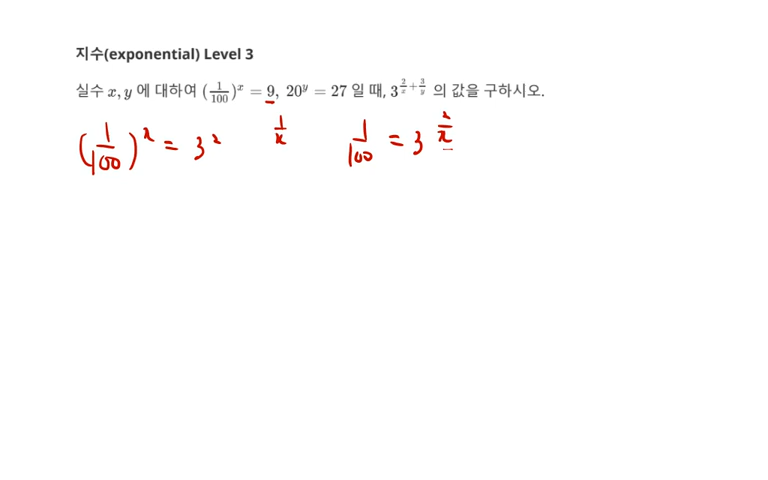 지수(exponential) Level 3
실수 x, y 에 대하여 (1/100)^x = 9, 20^y = 27 일 때, 3^(2/x + 3/y) 의 값을 구하시오.
(1/100)^x = 3^2    1/x    1/100 = 3^(2/x)